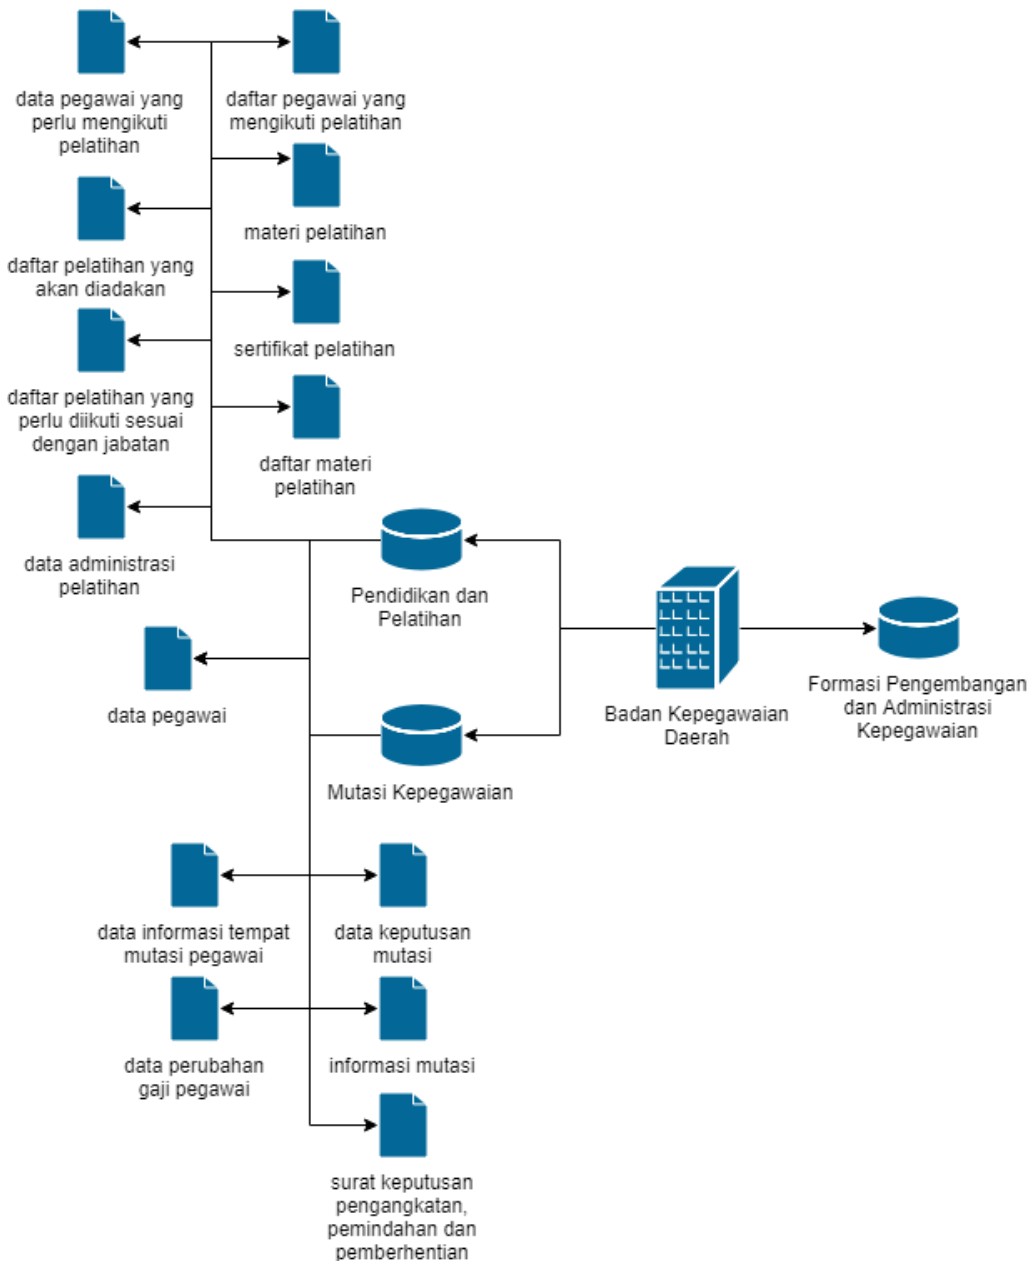 data pegawai yang
perlu mengikuti
pelatihan
daftar pegawai yang
mengikuti pelatihan
materi pelatihan
daftar pelatihan yang
akan diadakan
sertifikat pelatihan
daftar pelatihan yang
perlu diikuti sesuai
dengan jabatan
daftar materi
pelatihan
data administrasi
pelatihan
Pendidikan dan
Pelatihan
data pegawai
Badan Kepegawaian
Daerah
Formasi Pengembangan
dan Administrasi
Kepegawaian
Mutasi Kepegawaian
data informasi tempat
mutasi pegawai
data keputusan
mutasi
data perubahan
gaji pegawai
informasi mutasi
surat keputusan
pengangkatan,
pemindahan dan
pemberhentian